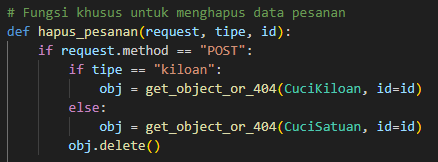 # Fungsi khusus untuk menghapus data pesanan
def hapus_pesanan(request, tipe, id):
    if request.method == "POST":
        if tipe == "kiloan":
            obj = get_object_or_404(CuciKiloan, id=id)
        else:
            obj = get_object_or_404(CuciSatuan, id=id)
        obj.delete()